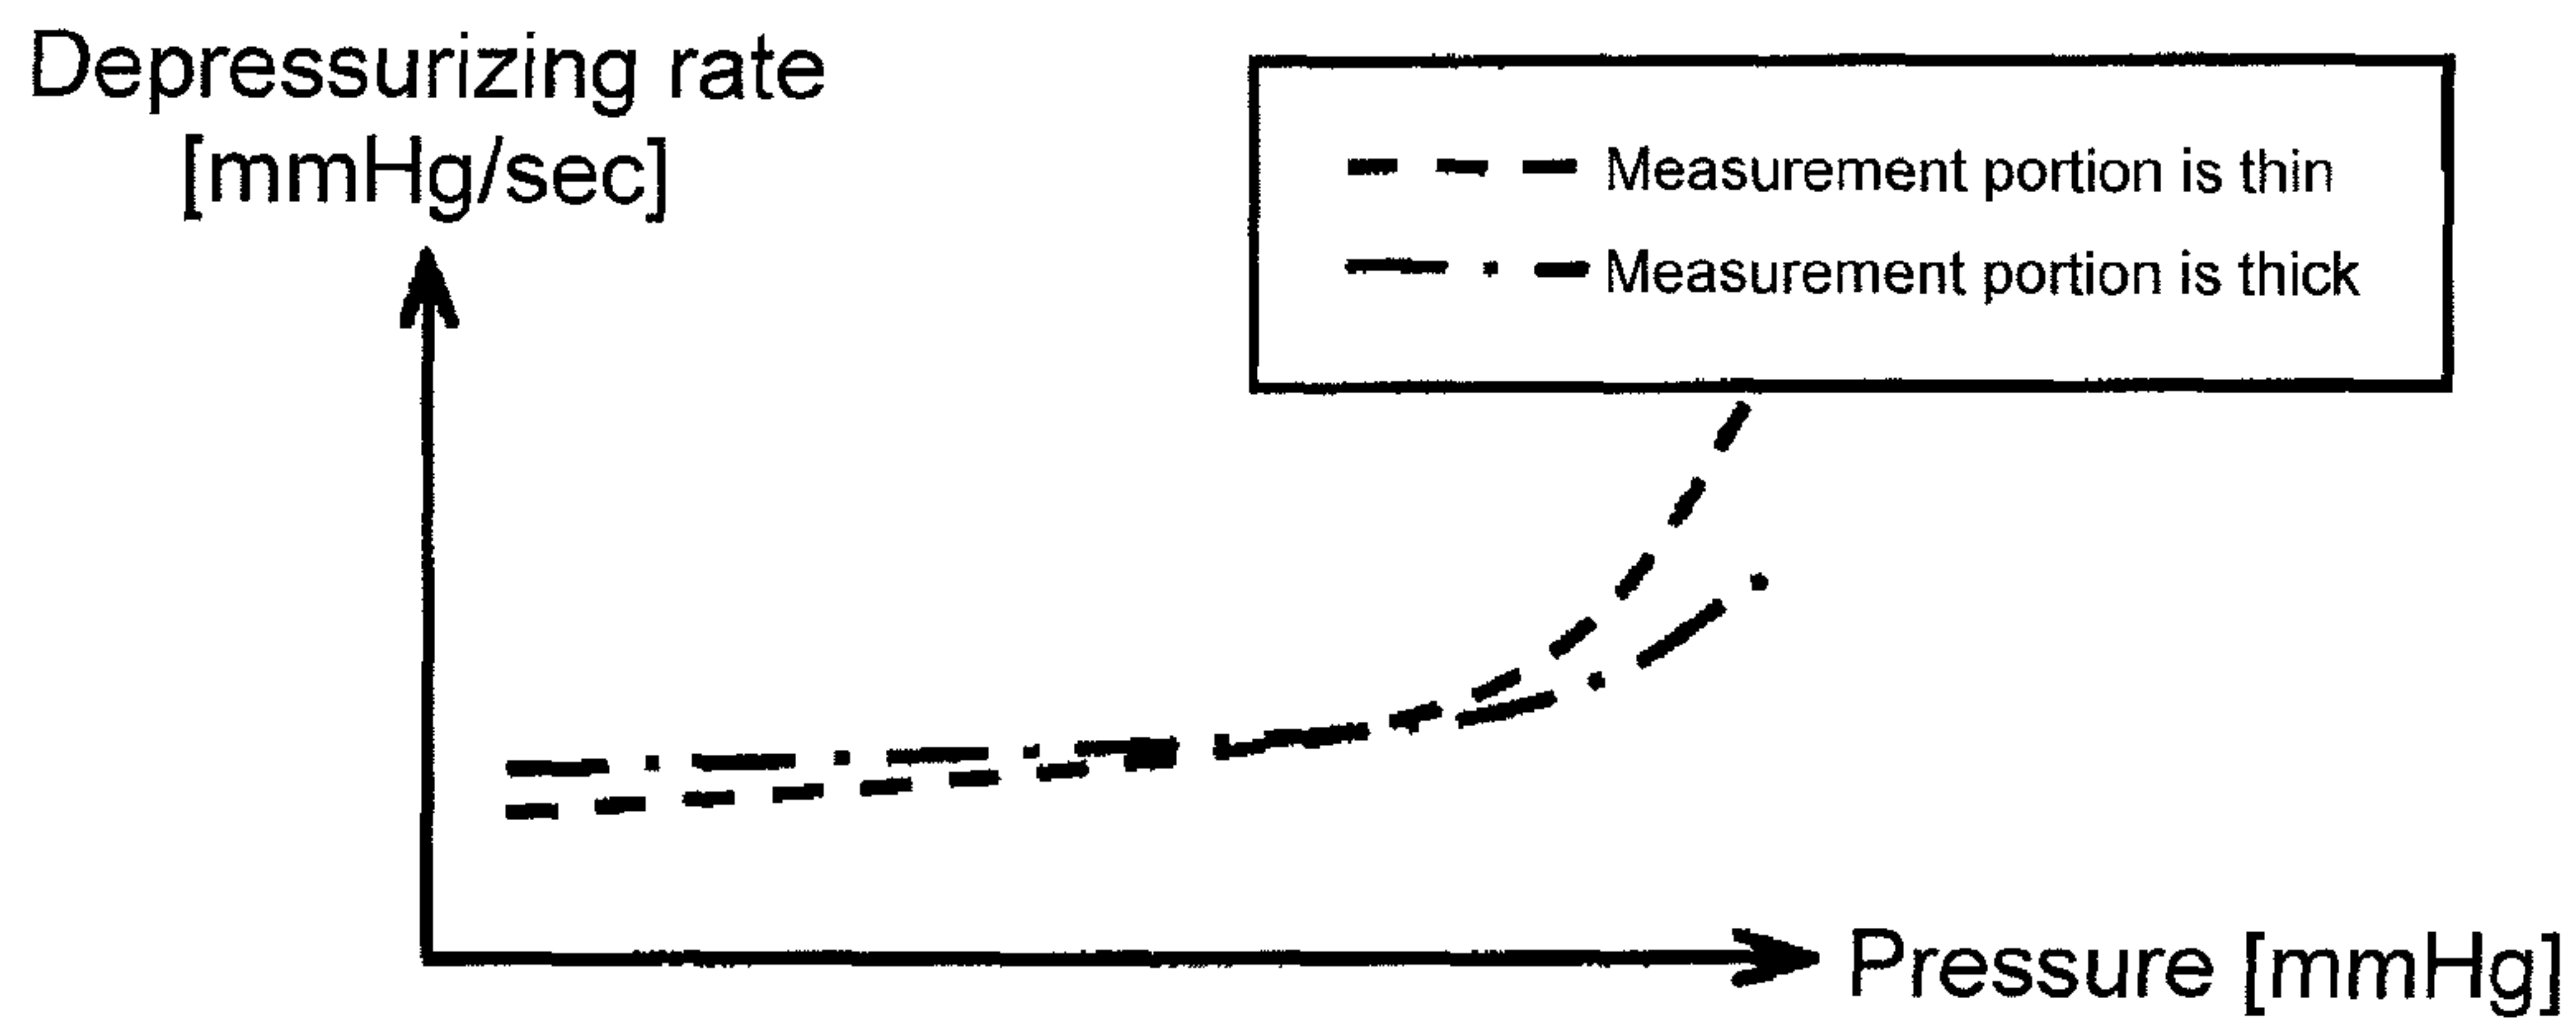 Depressurizing rate
[mmHg/sec]
Measurement portion is thin
Measurement portion is thick
Pressure [mmHg]